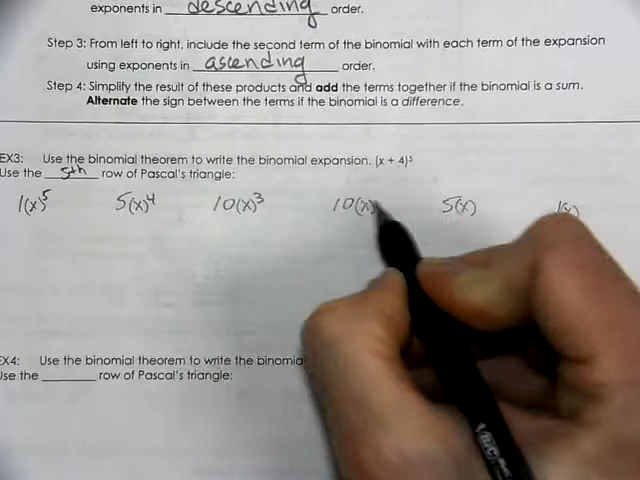 exponents in descending order.
Step 3: From left to right, include the second term of the binomial with each term of the expansion
using exponents in ascending order.
Step 4: Simplify the result of these products and add the terms together if the binomial is a sum.
Alternate the sign between the terms if the binomial is a difference.
EX3: Use the binomial theorem to write the binomial expansion. (x + 4)⁵
Use the 5th row of Pascal's triangle:
1(x)⁵ 5(x)⁴ 10(x)³ 10(x) 5(x) 1(x)
EX4: Use the binomial theorem to write the binomia
Use the ______ row of Pascal's triangle:
BIC